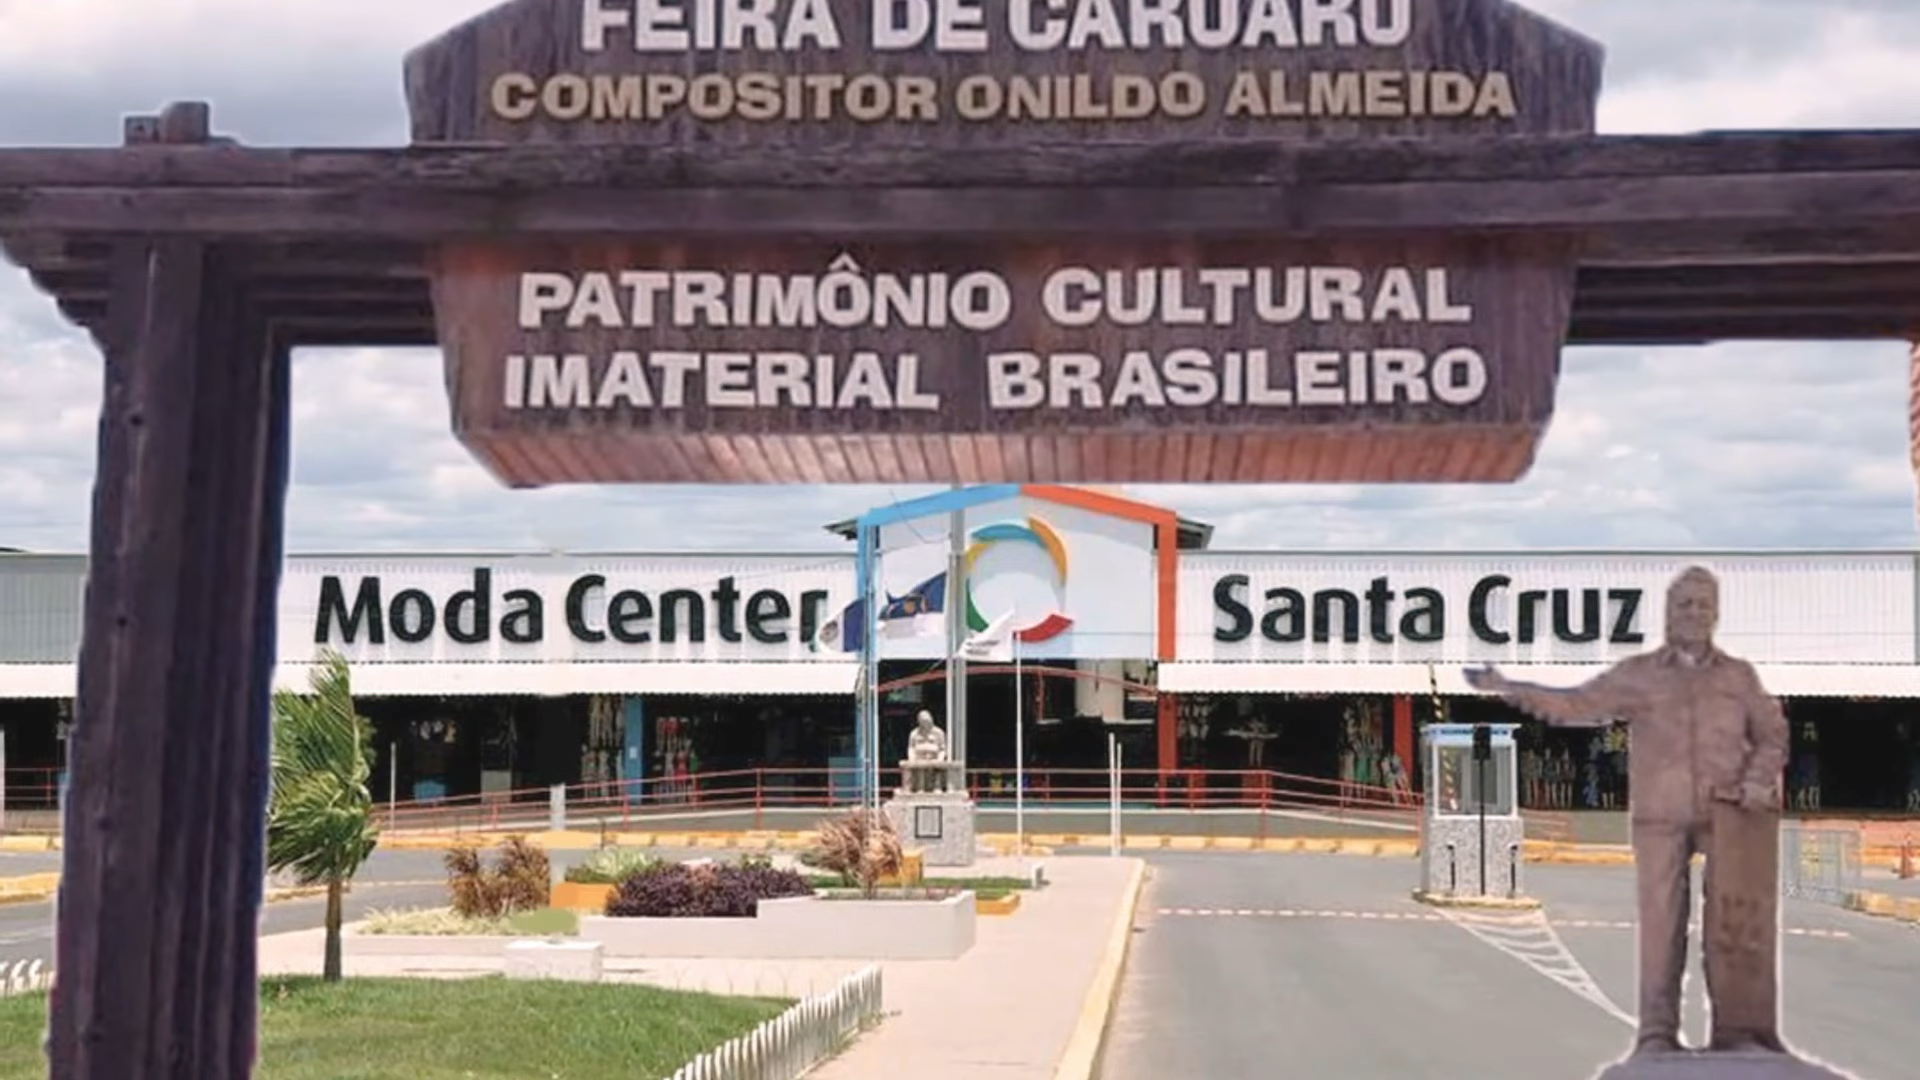 FEIRA DE CARUARU
COMPOSITOR ONILDO ALMEIDA
PATRIMÔNIO CULTURAL
IMATERIAL BRASILEIRO
Moda Center Santa Cruz